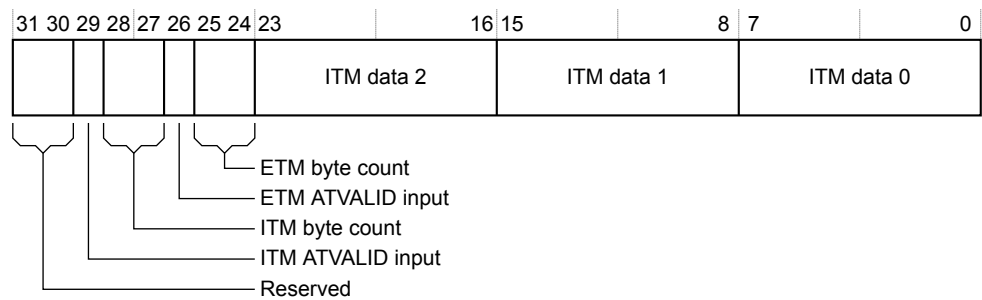 31 30 29 28 27 26 25 24 23 16 15 8 7 0
ITM data 2 ITM data 1 ITM data 0
ETM byte count
ETM ATVALID input
ITM byte count
ITM ATVALID input
Reserved